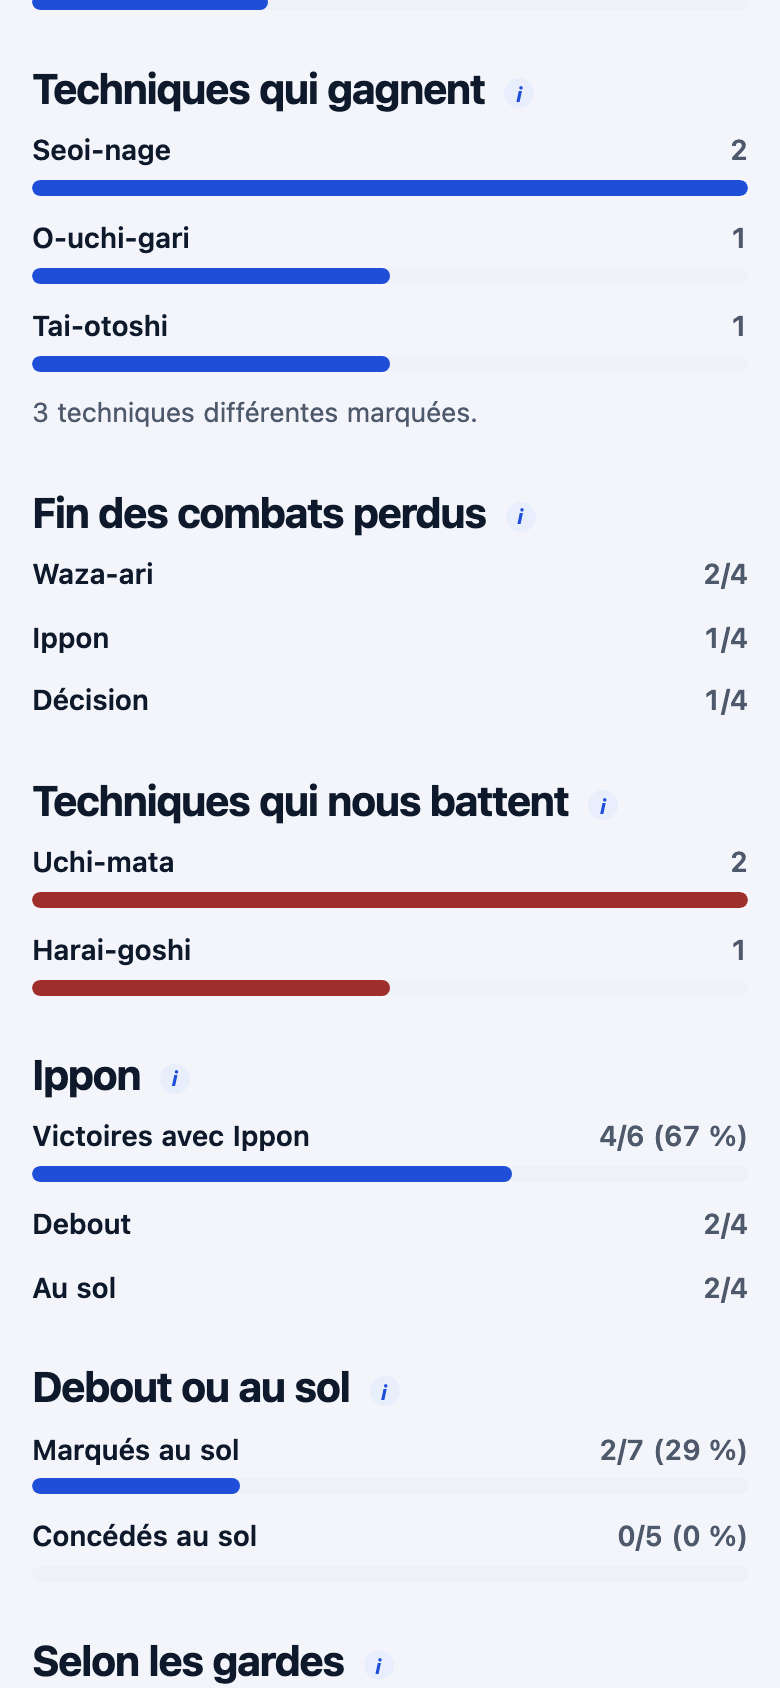 Techniques qui gagnent i
Seoi-nage 2
O-uchi-gari 1
Tai-otoshi 1
3 techniques différentes marquées.
Fin des combats perdus i
Waza-ari 2/4
Ippon 1/4
Décision 1/4
Techniques qui nous battent i
Uchi-mata 2
Harai-goshi 1
Ippon i
Victoires avec Ippon 4/6 (67 %)
Debout 2/4
Au sol 2/4
Debout ou au sol i
Marqués au sol 2/7 (29 %)
Concédés au sol 0/5 (0 %)
Selon les gardes i